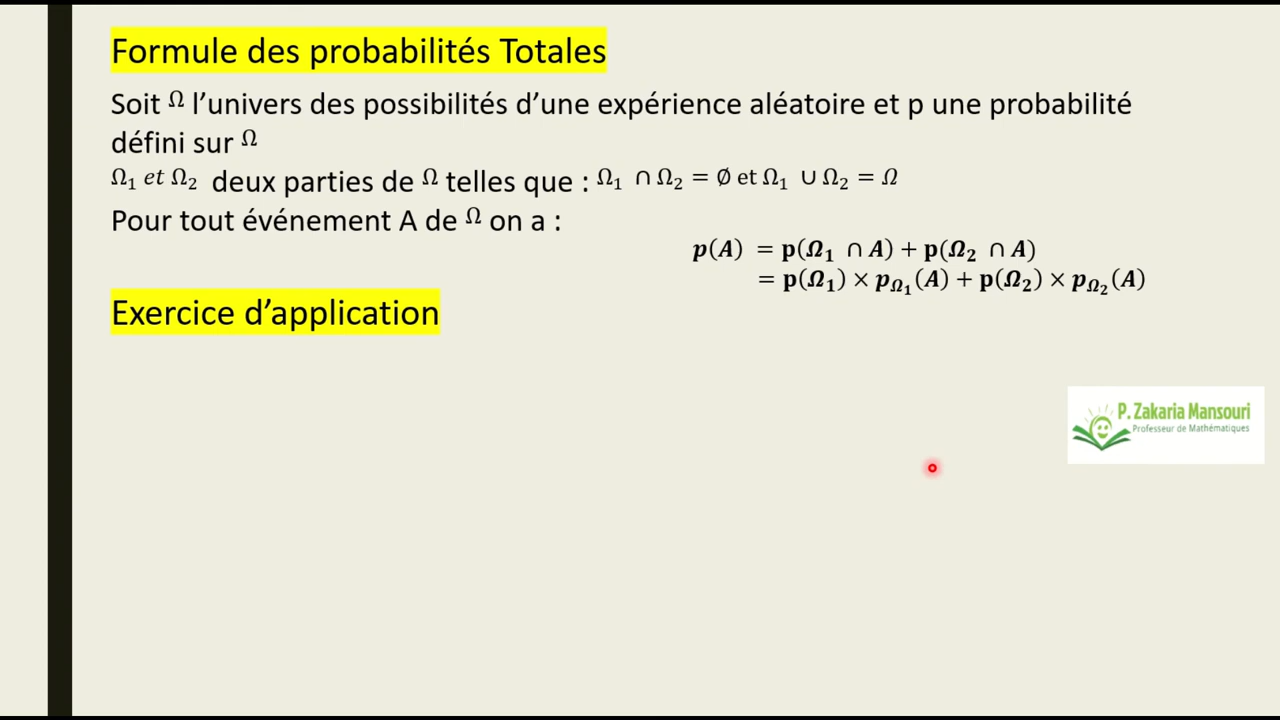 Formule des probabilités Totales
Soit Ω l’univers des possibilités d’une expérience aléatoire et p une probabilité
défini sur Ω
Ω₁ et Ω₂ deux parties de Ω telles que : Ω₁ ∩ Ω₂ = ∅ et Ω₁ ∪ Ω₂ = Ω
Pour tout événement A de Ω on a :
p(A) = p(Ω₁ ∩ A) + p(Ω₂ ∩ A)
= p(Ω₁) × p_Ω₁(A) + p(Ω₂) × p_Ω₂(A)
Exercice d’application
P. Zakaria Mansouri
Professeur de Mathématiques